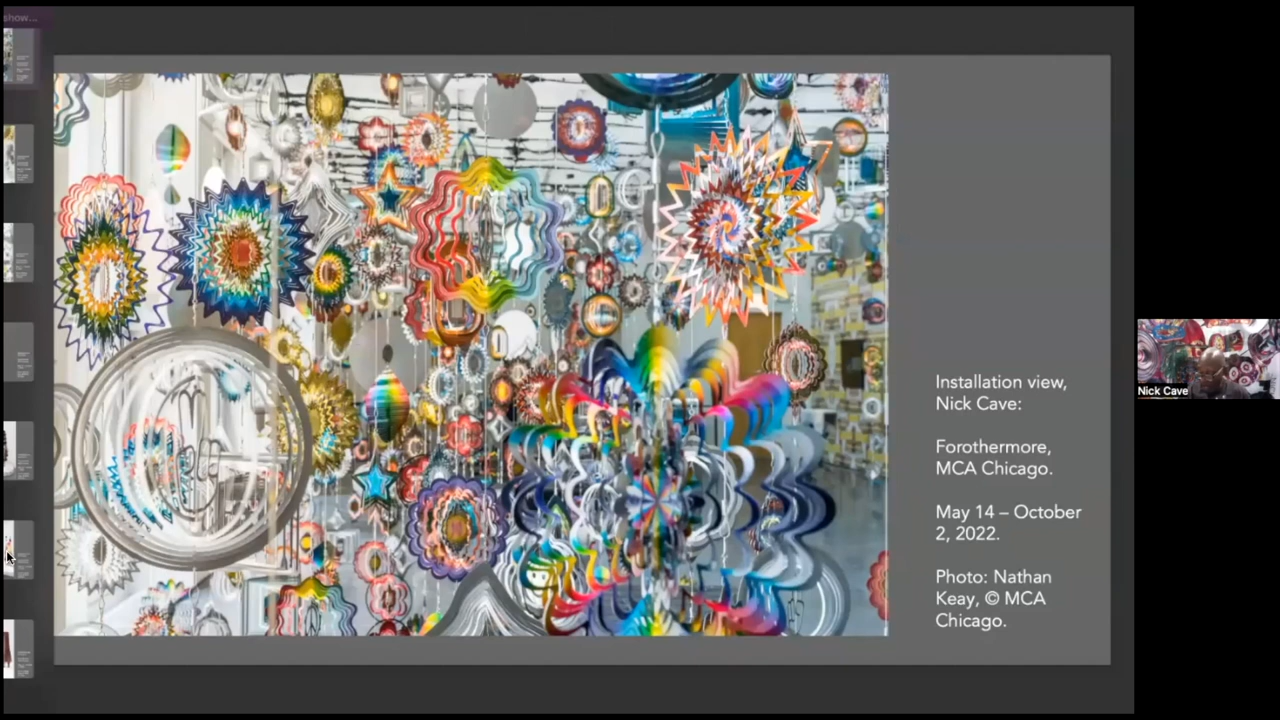 show...
Installation view,
Nick Cave:
Forothermore,
MCA Chicago.
May 14 – October
2, 2022.
Photo: Nathan
Keay, © MCA
Chicago.
Nick Cave